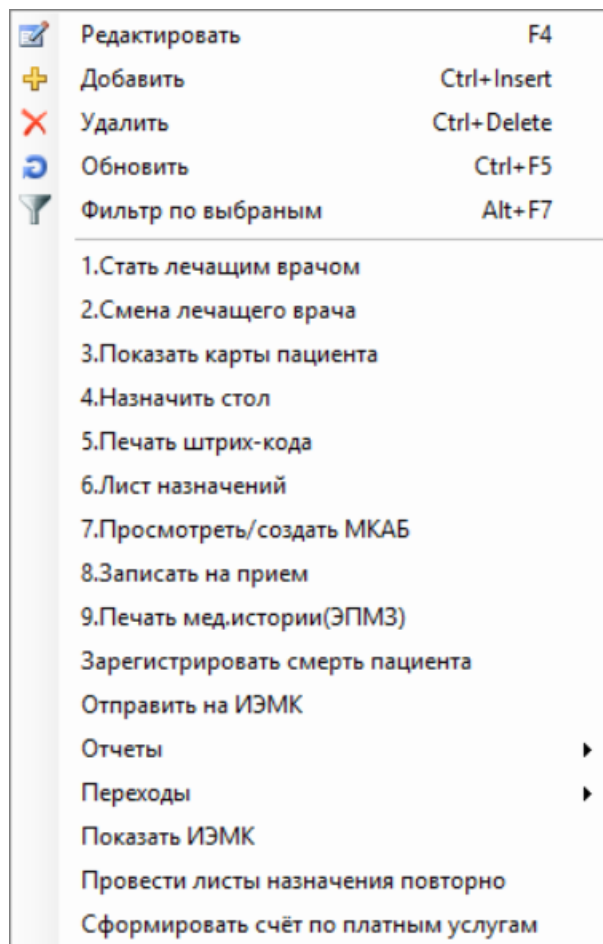 Редактировать F4
Добавить Ctrl+Insert
Удалить Ctrl+Delete
Обновить Ctrl+F5
Фильтр по выбраным Alt+F7
1.Стать лечащим врачом
2.Смена лечащего врача
3.Показать карты пациента
4.Назначить стол
5.Печать штрих-кода
6.Лист назначений
7.Просмотреть/создать МКАБ
8.Записать на прием
9.Печать мед.истории(ЭПМЗ)
Зарегистрировать смерть пациента
Отправить на ИЭМК
Отчеты
Переходы
Показать ИЭМК
Провести листы назначения повторно
Сформировать счёт по платным услугам